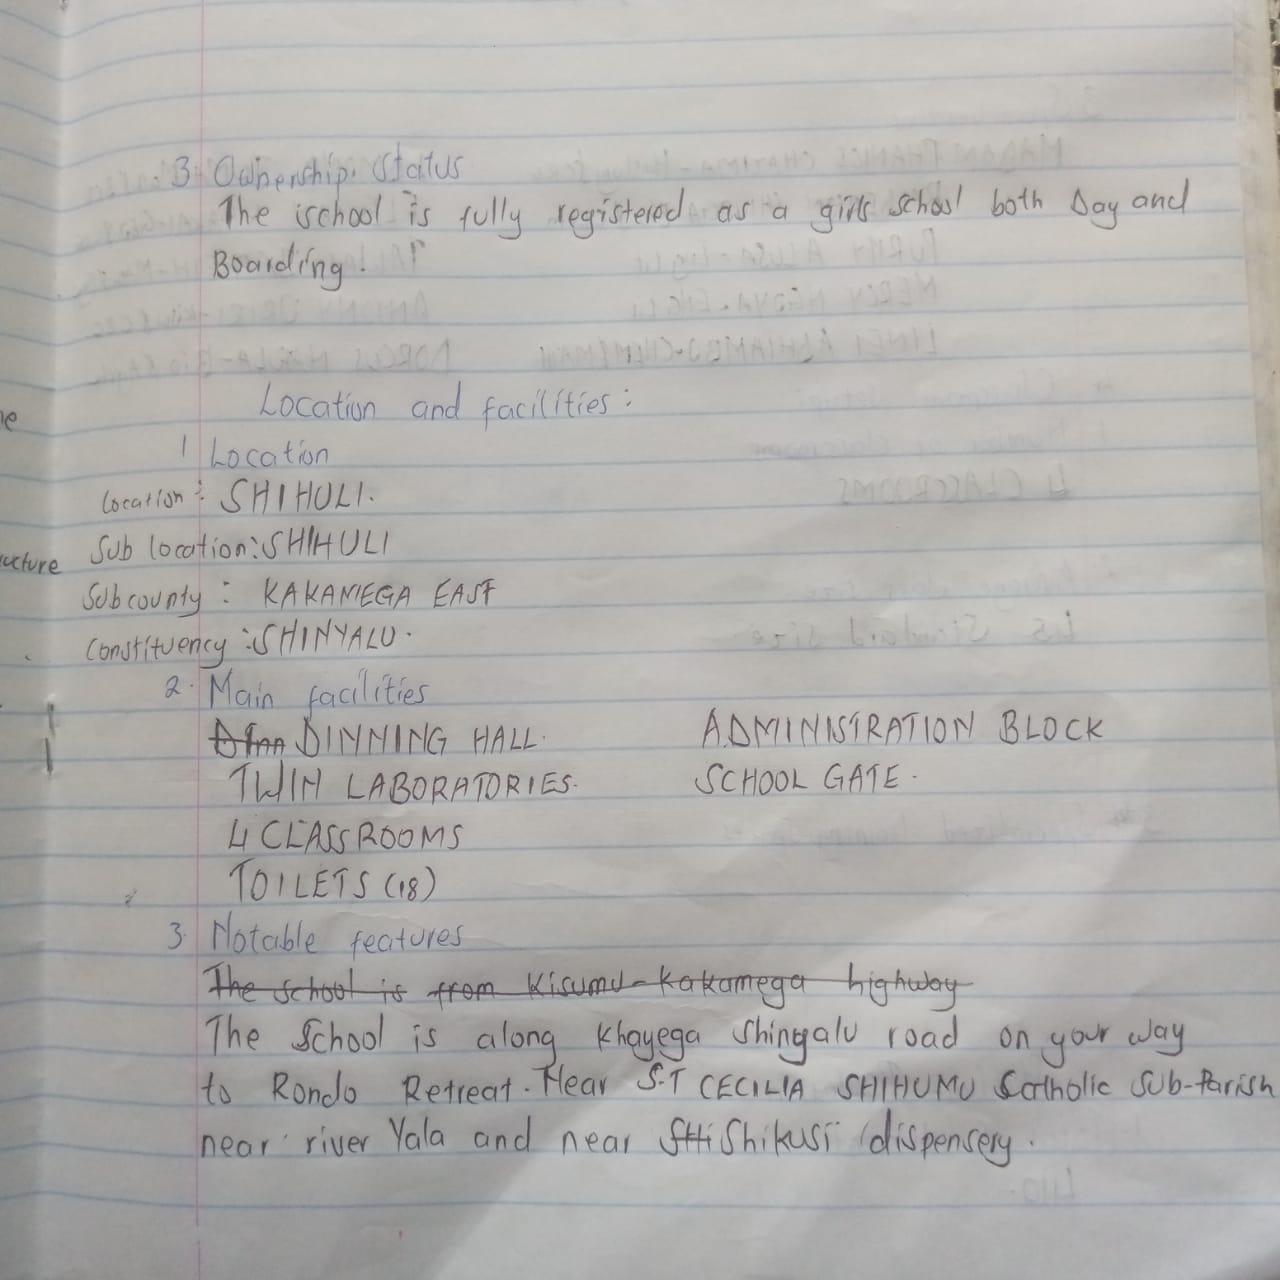 3. Ownership Status
The school is fully registered as a girls school both Day and
Boarding.
Location and facilities:
1 Location
Location: SHIHULI.
Sub location: SHIHULI
Subcounty: KAKAMEGA EAST
Constituency: SHINYALU.
ucture
2. Main facilities
DINNING HALL. ADMINISTRATION BLOCK
TWIN LABORATORIES. SCHOOL GATE.
4 CLASSROOMS
TOILETS (18)
3. Notable features
The school is from Kisumu-Kakamega highway
The School is along Khayega Shinyalu road on your way
to Rondo Retreat. Near S.T CECILIA SHIHUMU Catholic Sub-Parish
near river Yala and near Shikusi dispensery.